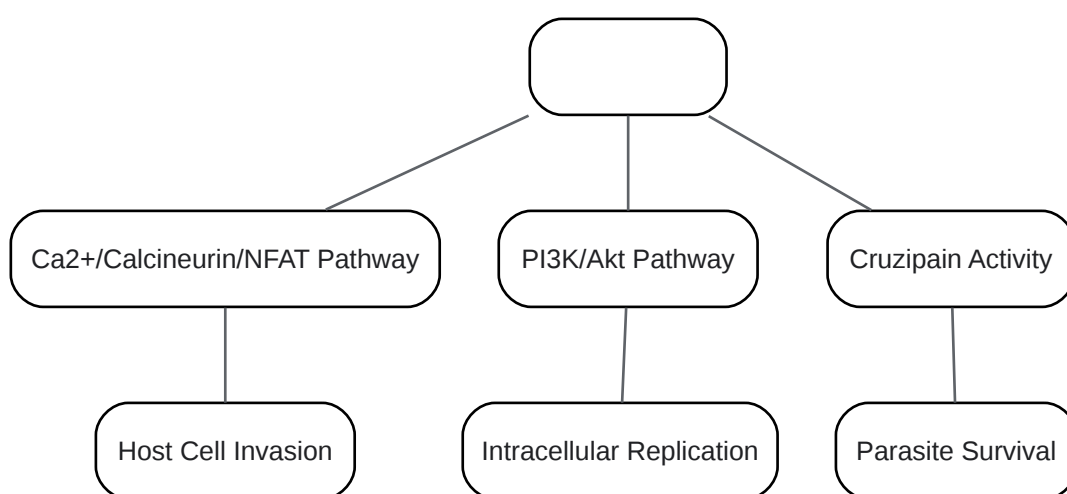 Ca2+/Calcineurin/NFAT Pathway
PI3K/Akt Pathway
Cruzipain Activity
Host Cell Invasion
Intracellular Replication
Parasite Survival